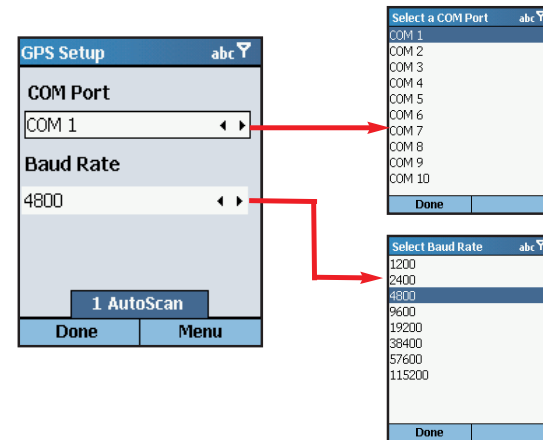 GPS Setup abc
COM Port
COM 1
Baud Rate
4800
1 AutoScan
Done Menu
Select a COM Port abc
COM 1
COM 2
COM 3
COM 4
COM 5
COM 6
COM 7
COM 8
COM 9
COM 10
Done
Select Baud Rate abc
1200
2400
4800
9600
19200
38400
57600
115200
Done